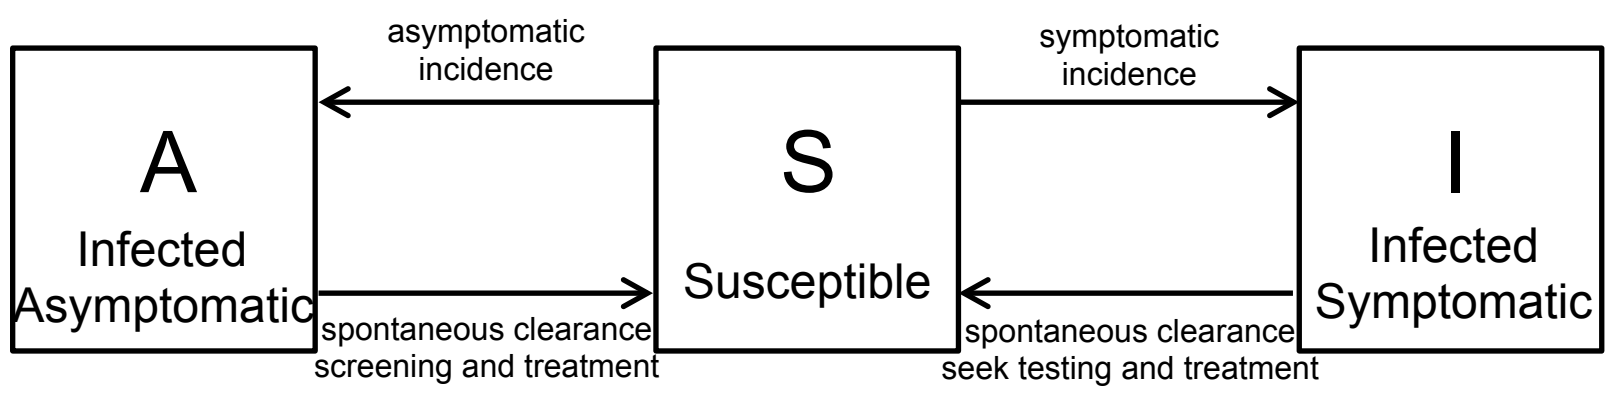 asymptomatic
incidence
symptomatic
incidence
A
Infected
Asymptomatic
S
Susceptible
I
Infected
Symptomatic
spontaneous clearance
screening and treatment
spontaneous clearance
seek testing and treatment